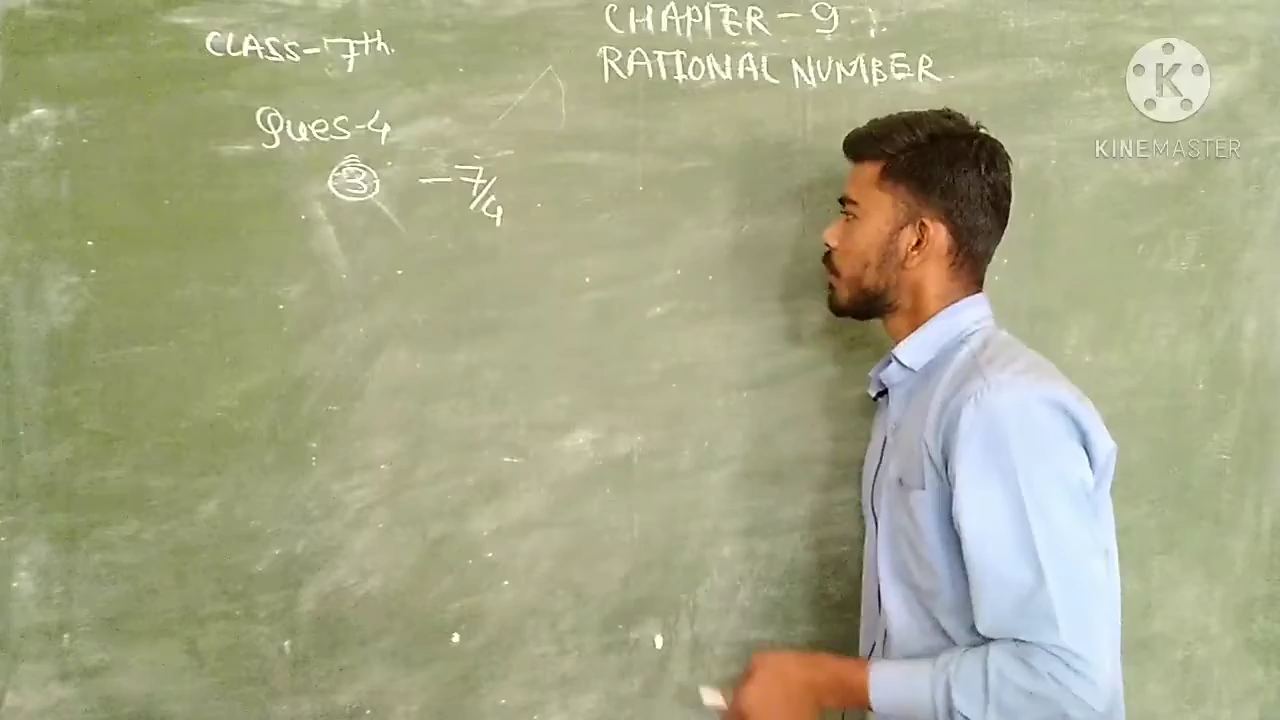 CLASS-7th.
CHAPTER-9:
RATIONAL NUMBER.
Ques-4
3 -7/4
K
KINEMASTER